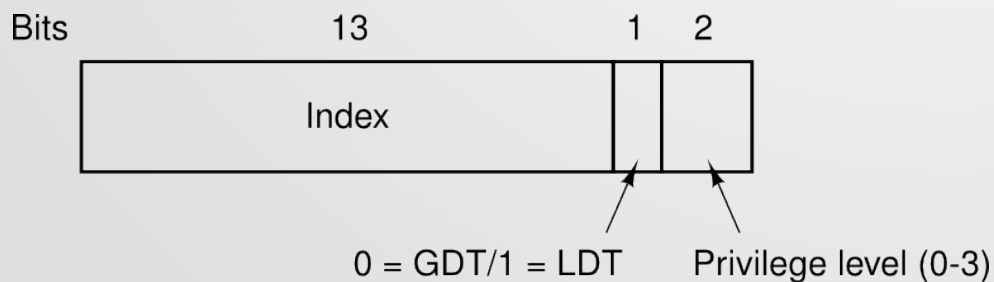 Bits 13 1 2
Index
0 = GDT/1 = LDT Privilege level (0-3)